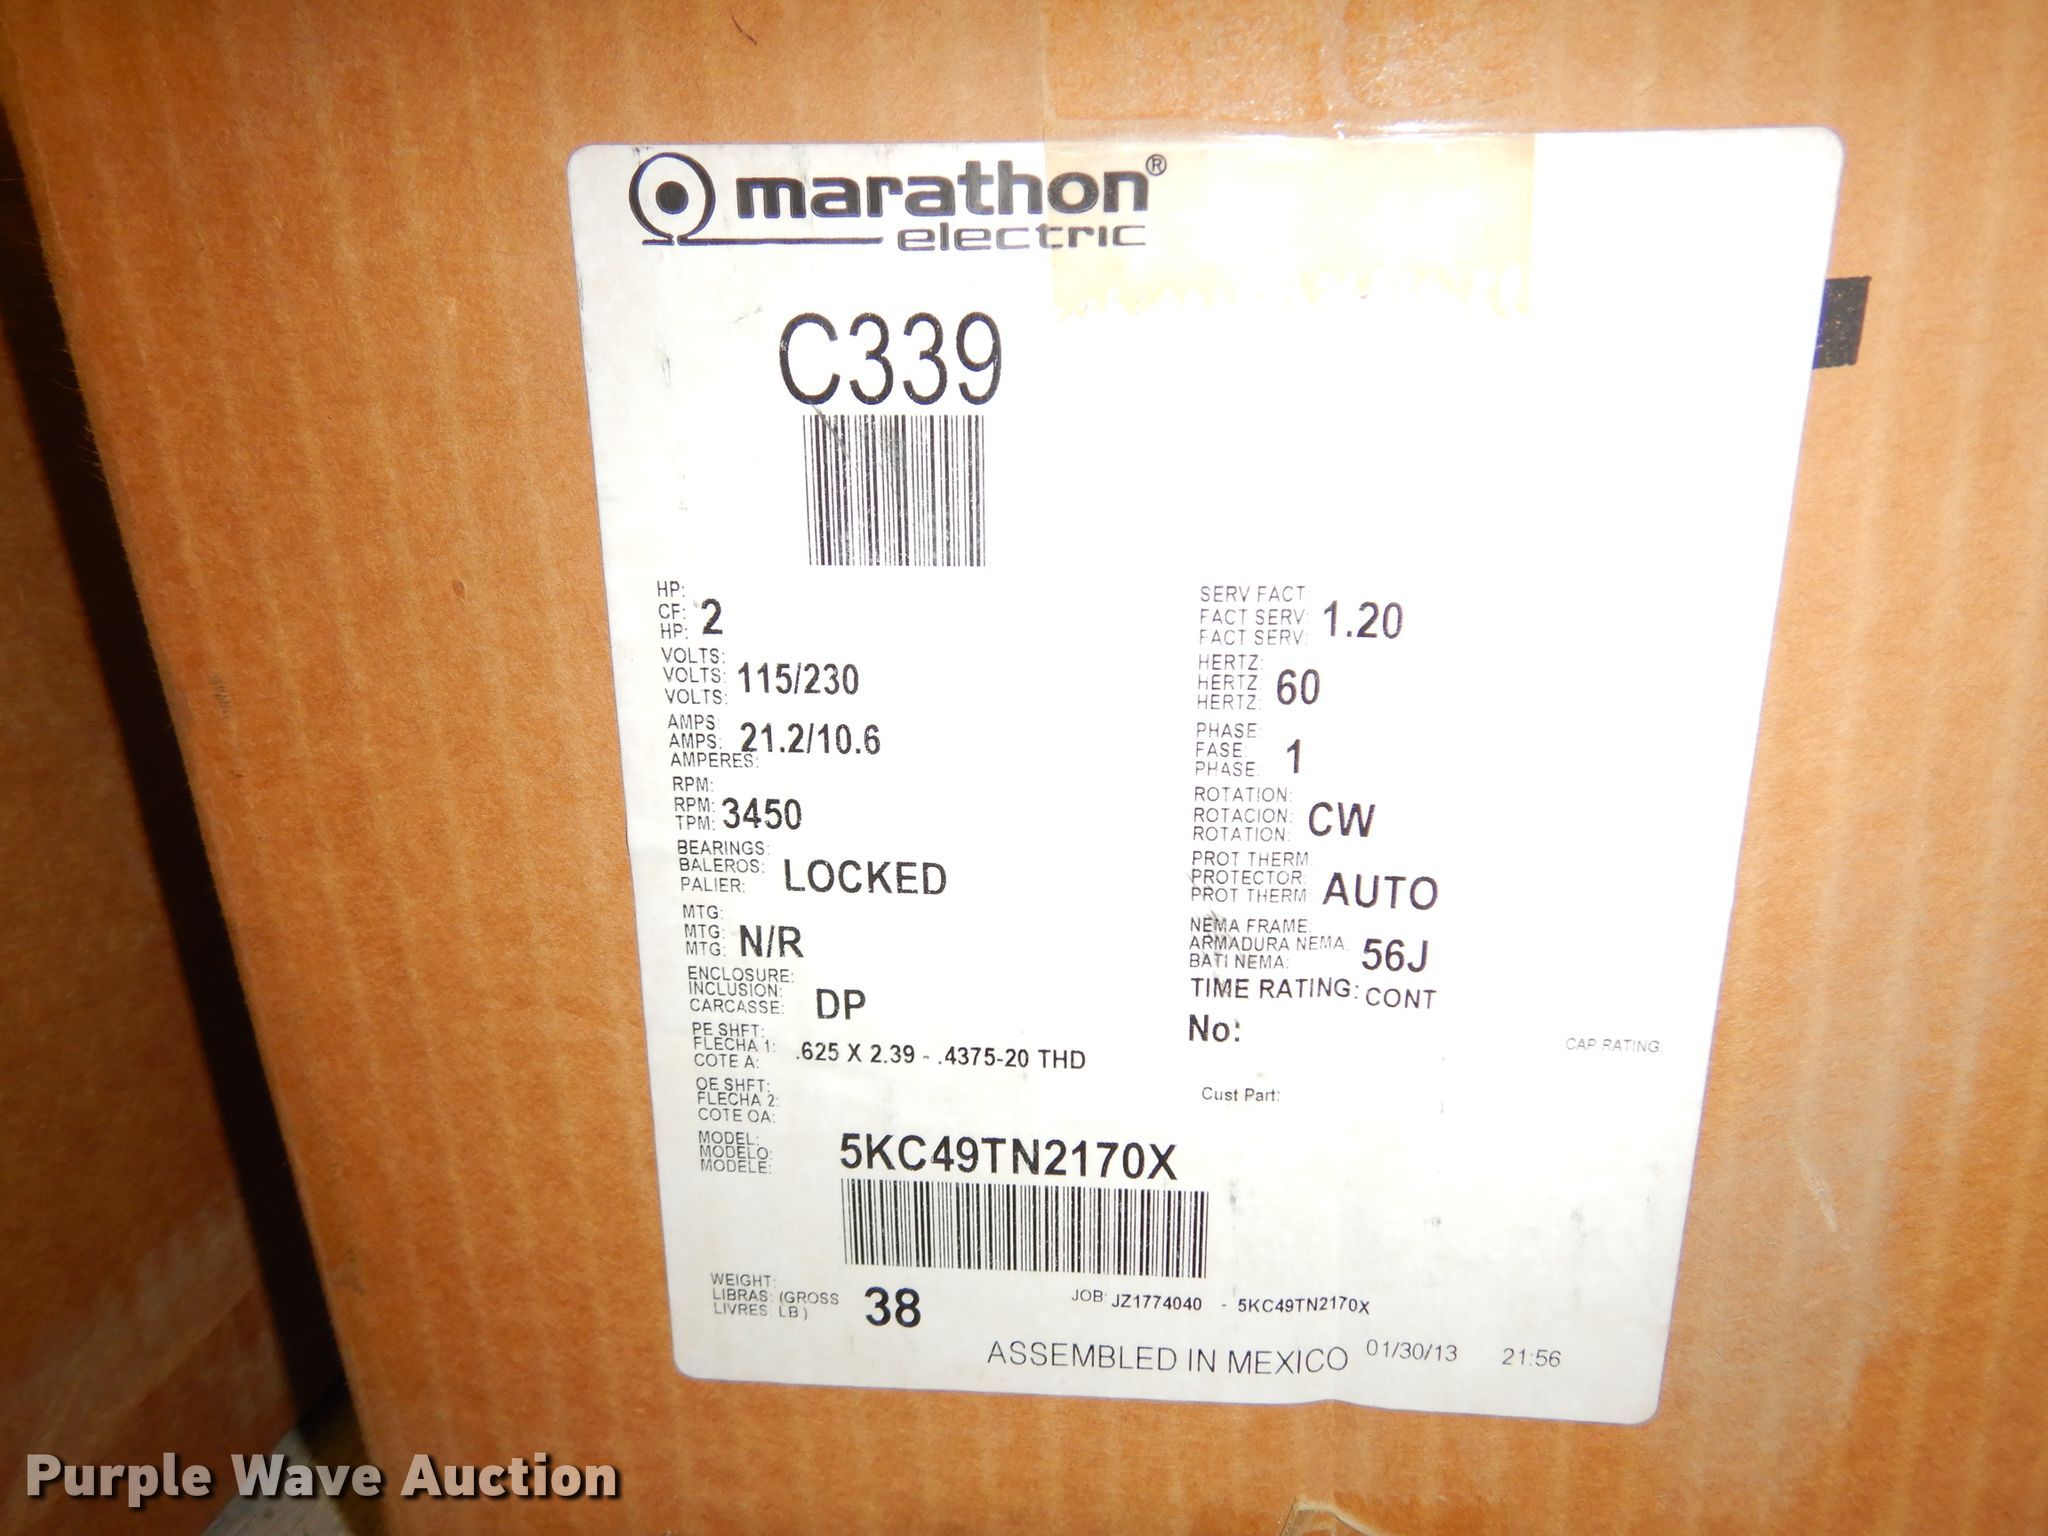 marathon®
electric
C339
HP:
CF: 2
HP:
VOLTS:
VOLTS: 115/230
VOLTS:
AMPS:
AMPS: 21.2/10.6
AMPERES:
RPM:
RPM: 3450
TPM:
BEARINGS:
BALEROS: LOCKED
PALIER:
MTG:
MTG: N/R
MTG:
ENCLOSURE:
INCLUSION: DP
CARCASSE:
PE SHFT:
FLECHA 1: .625 X 2.39 - .4375-20 THD
COTE A:
OE SHFT:
FLECHA 2:
COTE OA:
SERV FACT:
FACT SERV: 1.20
FACT SERV:
HERTZ:
HERTZ: 60
HERTZ:
PHASE:
FASE: 1
PHASE:
ROTATION:
ROTACION: CW
ROTATION:
PROT THERM:
PROTECTOR: AUTO
PROT THERM:
NEMA FRAME:
ARMADURA NEMA: 56J
BATI NEMA:
TIME RATING: CONT
No:
CAP RATING
Cust Part:
MODEL:
MODELO: 5KC49TN2170X
MODELE:
WEIGHT:
LIBRAS: (GROSS 38
LIVRES: LB)
JOB: JZ1774040 - 5KC49TN2170X
ASSEMBLED IN MEXICO 01/30/13 21:56
Purple Wave Auction